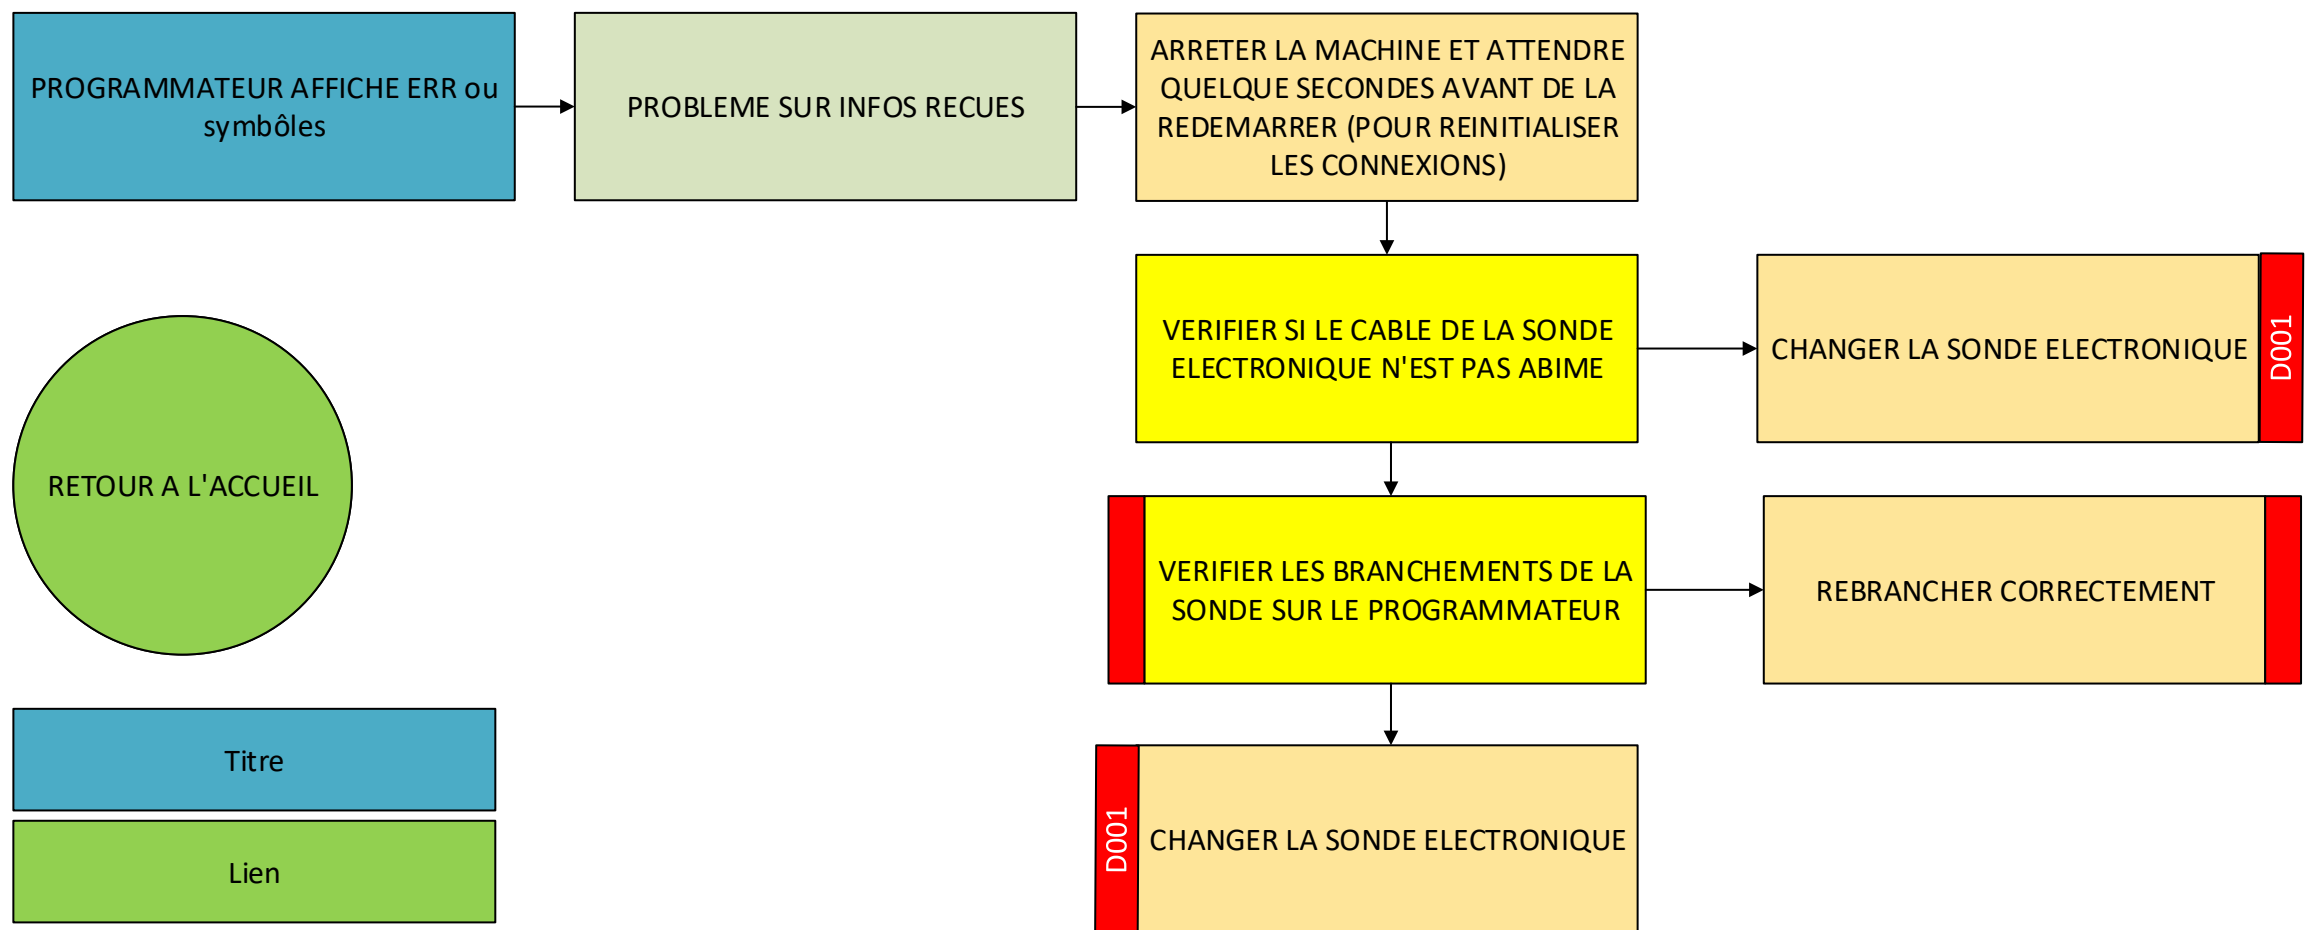 PROGRAMMATEUR AFFICHE ERR ou
symbôles
PROBLEME SUR INFOS RECUES
ARRETER LA MACHINE ET ATTENDRE
QUELQUE SECONDES AVANT DE LA
REDEMARRER (POUR REINITIALISER
LES CONNEXIONS)
VERIFIER SI LE CABLE DE LA SONDE
ELECTRONIQUE N'EST PAS ABIME
CHANGER LA SONDE ELECTRONIQUE
D001
RETOUR A L'ACCUEIL
VERIFIER LES BRANCHEMENTS DE LA
SONDE SUR LE PROGRAMMATEUR
REBRANCHER CORRECTEMENT
Titre
Lien
D001
CHANGER LA SONDE ELECTRONIQUE